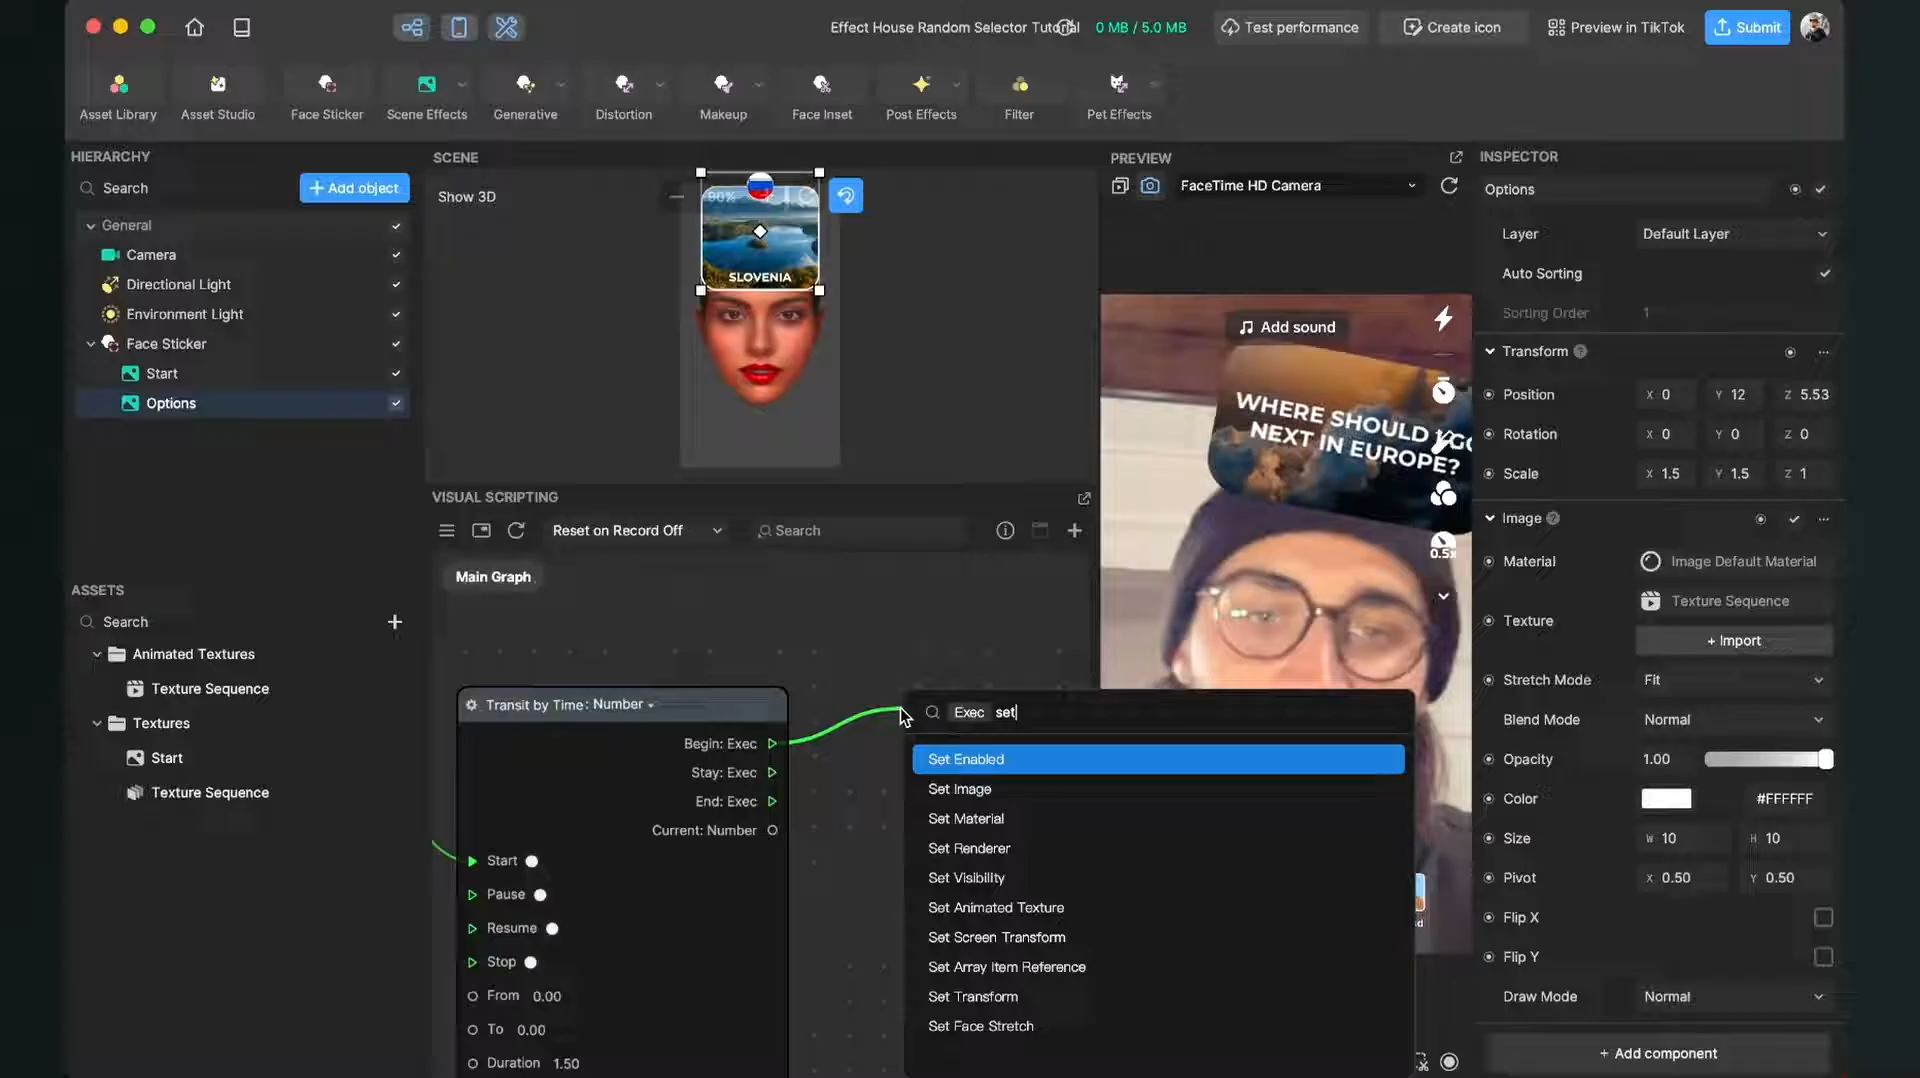 Effect House Random Selector Tutorial
0 MB / 5.0 MB
Test performance
Create icon
Preview in TikTok
Submit
Asset Library
Asset Studio
Face Sticker
Scene Effects
Generative
Distortion
Makeup
Face Inset
Post Effects
Filter
Pet Effects
HIERARCHY
Search
+ Add object
General
Camera
Directional Light
Environment Light
Face Sticker
Start
Options
ASSETS
Search
Animated Textures
Texture Sequence
Textures
Start
Texture Sequence
SCENE
Show 3D
90%
SLOVENIA
VISUAL SCRIPTING
Reset on Record Off
Search
Main Graph
Transit by Time: Number
Begin: Exec
Stay: Exec
End: Exec
Current: Number
Start
Pause
Resume
Stop
From 0.00
To 0.00
Duration 1.50
Exec set
Set Enabled
Set Image
Set Material
Set Renderer
Set Visibility
Set Animated Texture
Set Screen Transform
Set Array Item Reference
Set Transform
Set Face Stretch
PREVIEW
FaceTime HD Camera
Add sound
WHERE SHOULD I GO
NEXT IN EUROPE?
0.5x
INSPECTOR
Options
Layer Default Layer
Auto Sorting
Sorting Order 1
Transform
Position X 0 Y 12 Z 5.53
Rotation X 0 Y 0 Z 0
Scale X 1.5 Y 1.5 Z 1
Image
Material Image Default Material
Texture Texture Sequence
+ Import
Stretch Mode Fit
Blend Mode Normal
Opacity 1.00
Color #FFFFFF
Size W 10 H 10
Pivot X 0.50 Y 0.50
Flip X
Flip Y
Draw Mode Normal
+ Add component